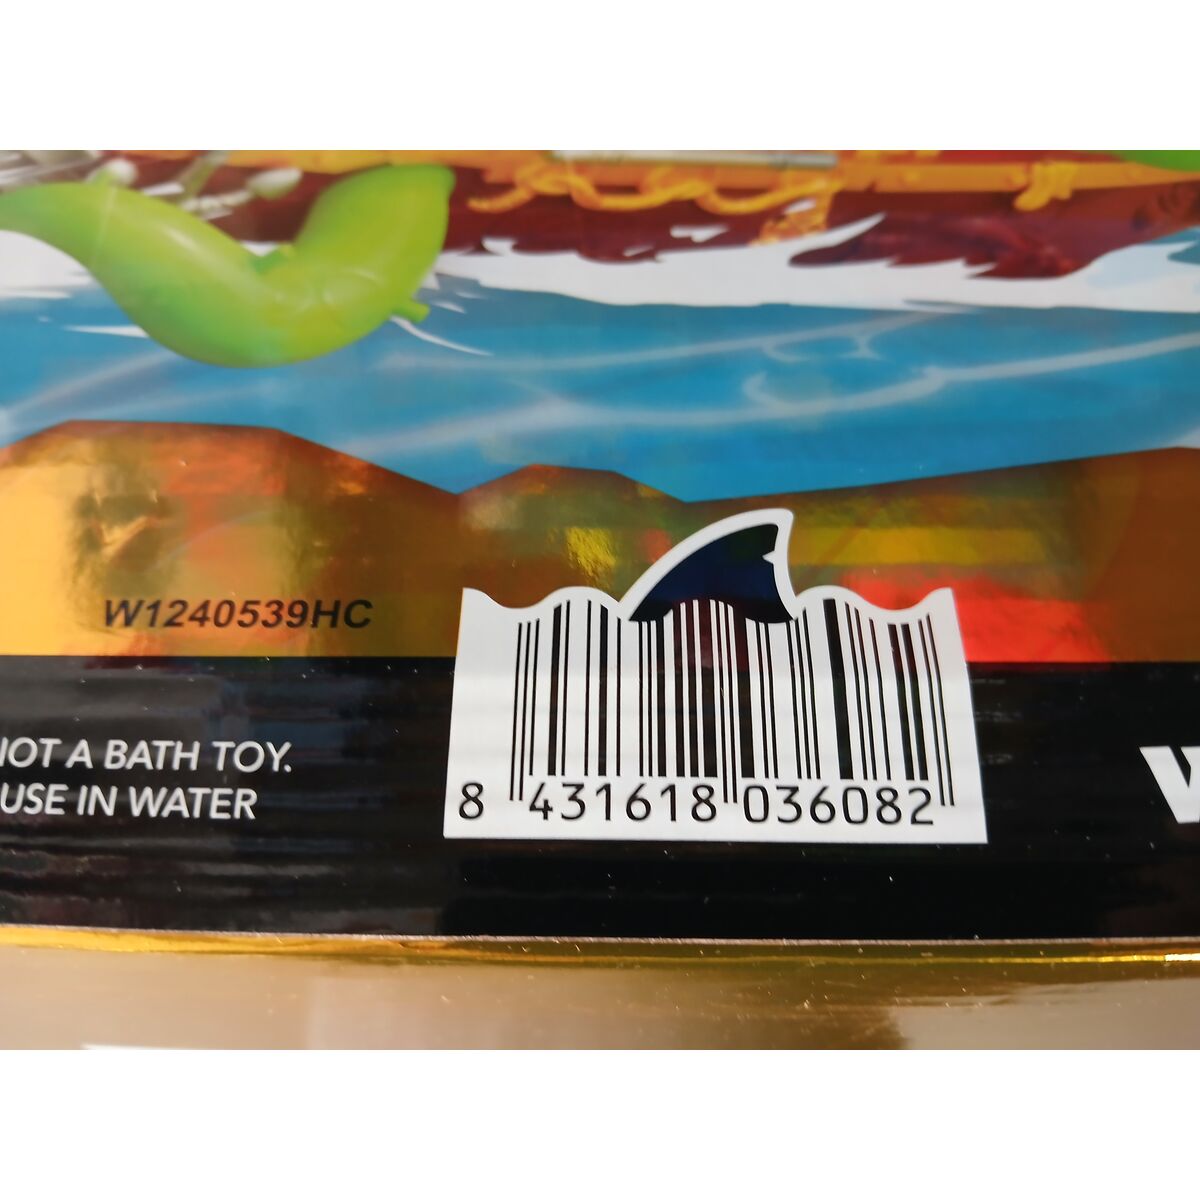 W1240539HC
NOT A BATH TOY.
USE IN WATER
8 431618 036082